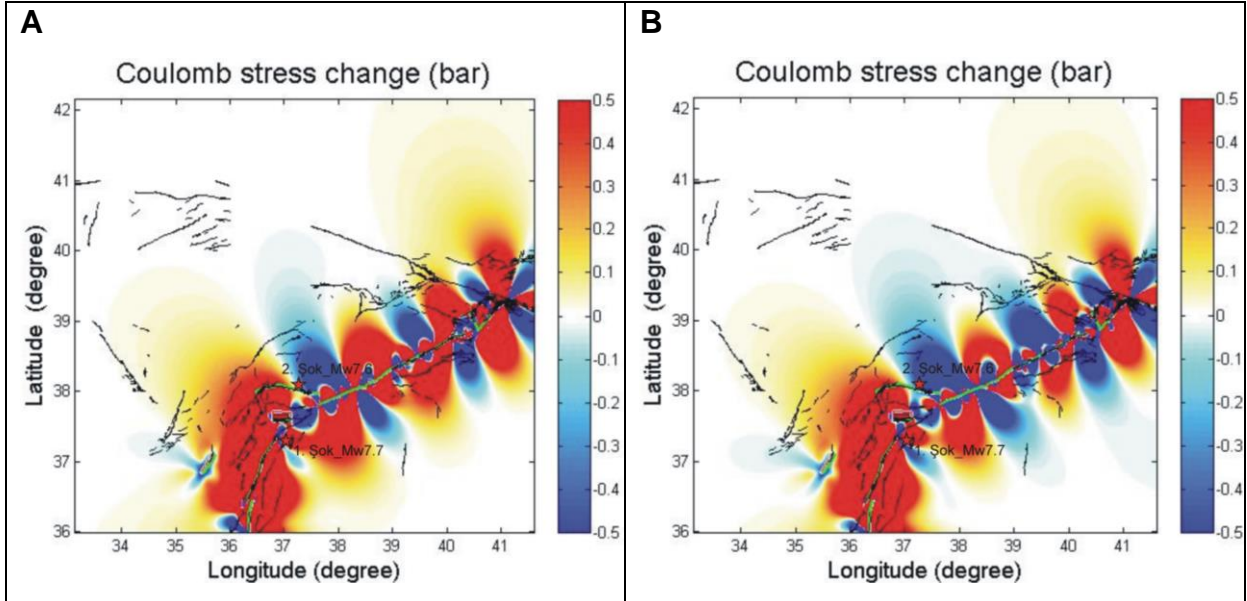 A
Coulomb stress change (bar)
42
41
40
39
38
37
36
Latitude (degree)
34 35 36 37 38 39 40 41
Longitude (degree)
2. Şok_Mw7.6
1. Şok_Mw7.7
0.5
0.4
0.3
0.2
0.1
0
-0.1
-0.2
-0.3
-0.4
-0.5
B
Coulomb stress change (bar)
42
41
40
39
38
37
36
Latitude (degree)
34 35 36 37 38 39 40 41
Longitude (degree)
2. Şok_Mw7.6
1. Şok_Mw7.7
0.5
0.4
0.3
0.2
0.1
0
-0.1
-0.2
-0.3
-0.4
-0.5